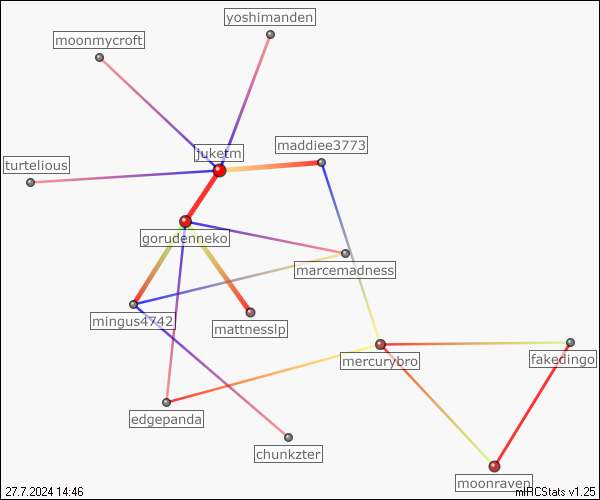 yoshimanden
moonmycroft
maddiee3773
juketm
turtelious
gorudenneko
marcemadness
mingus4742
mattnesslp
mercurybro
fakedingo
edgepanda
chunkzter
moonraven
27.7.2024 14:46
mIRCStats v1.25